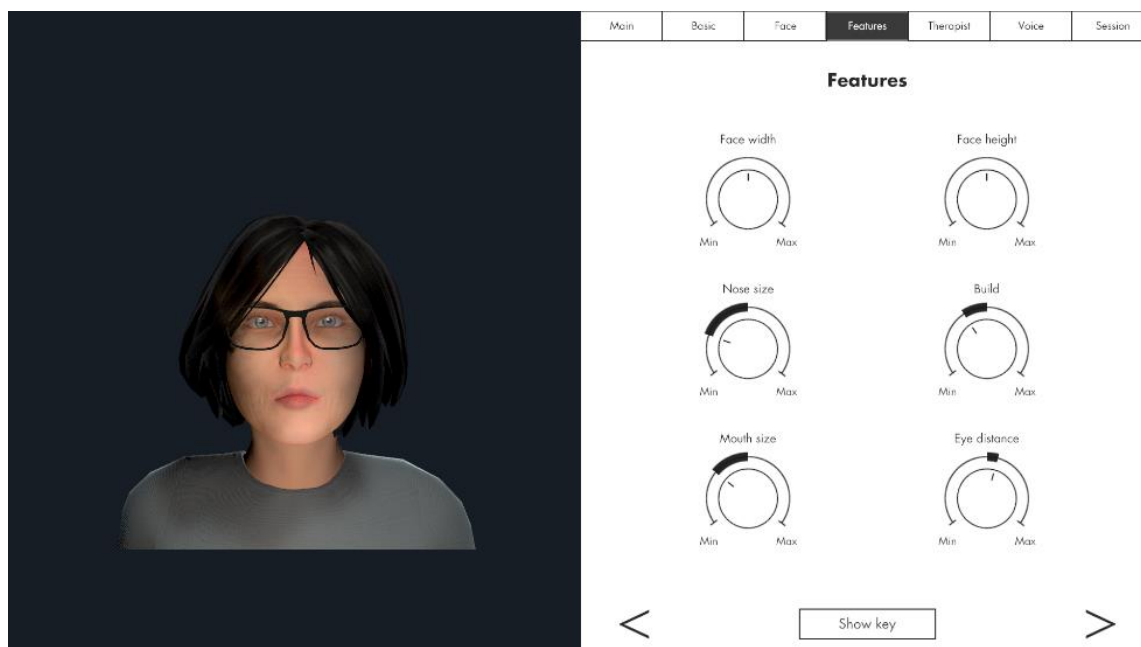 Main Basic Face Features Therapist Voice Session
Features
Face width Face height
Min Max Min Max
Nose size Build
Min Max Min Max
Mouth size Eye distance
Min Max Min Max
< Show key >